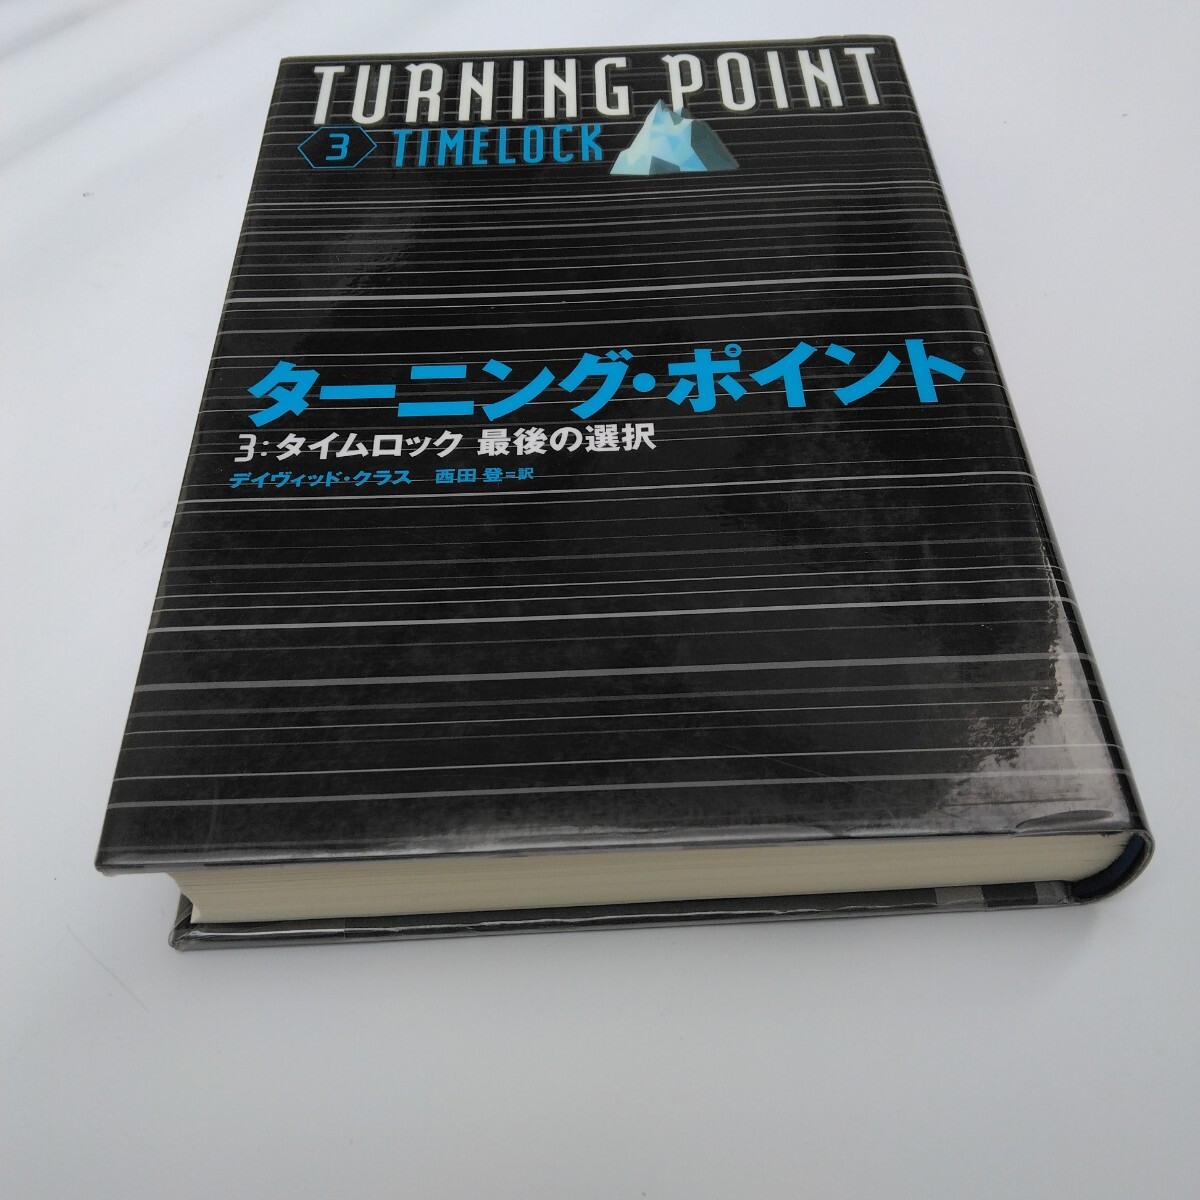 TURNING POINT
3 TIMELOCK
ターニング・ポイント
3:タイムロック 最後の選択
デイヴィッド・クラス 西田 登=訳